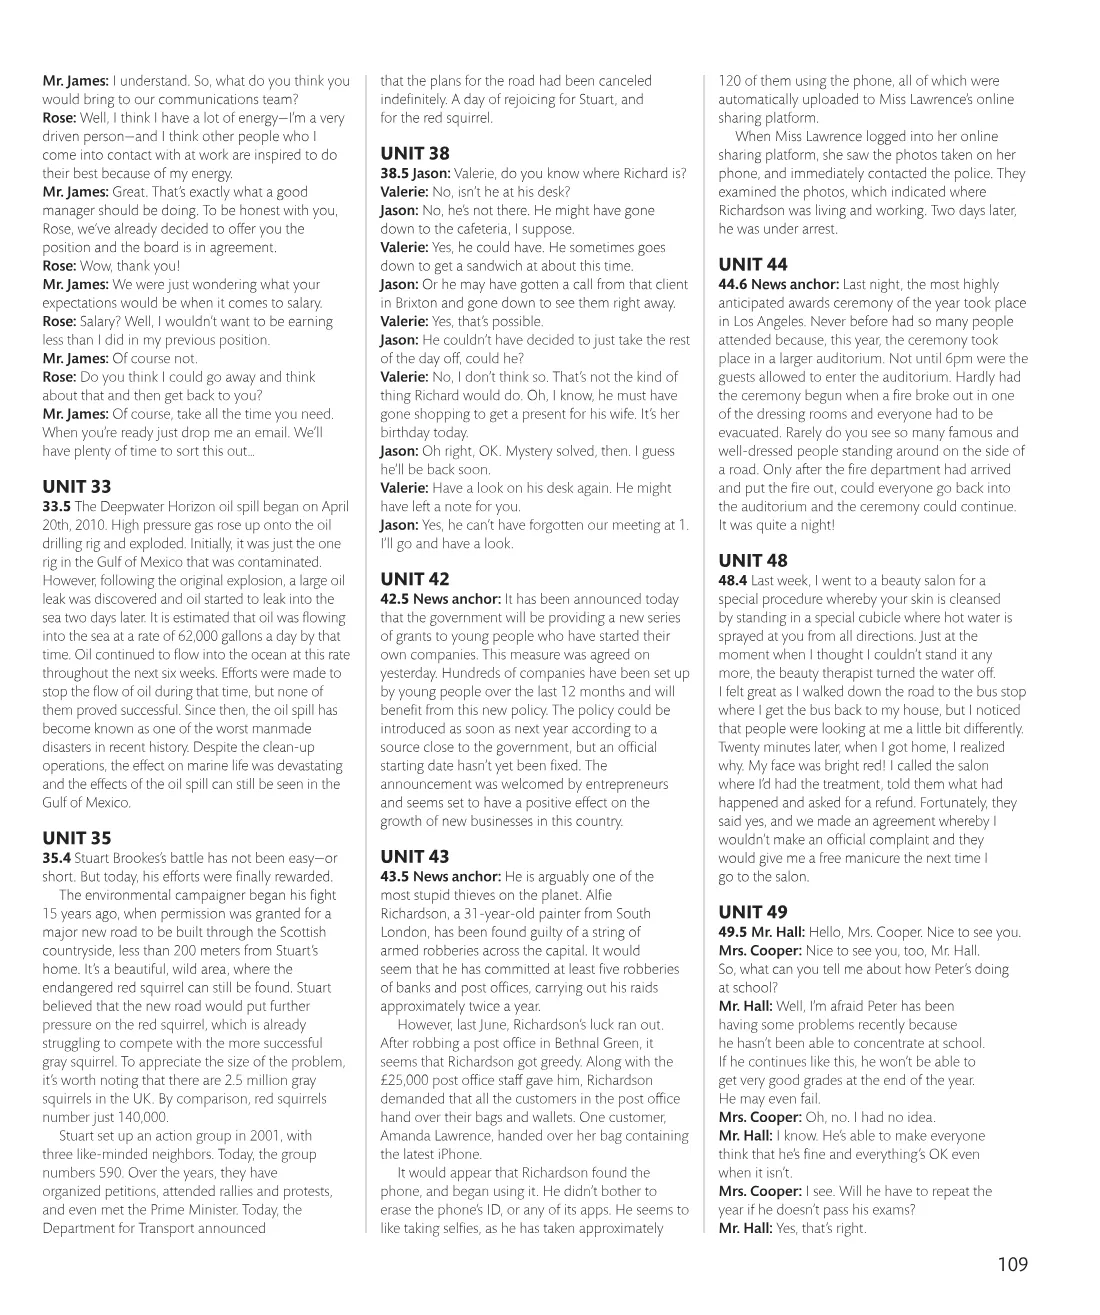 Mr. James: I understand. So, what do you think you
would bring to our communications team?
Rose: Well, I think I have a lot of energy—I'm a very
driven person—and I think other people who I
come into contact with at work are inspired to do
their best because of my energy.
Mr. James: Great. That's exactly what a good
manager should be doing. To be honest with you,
Rose, we've already decided to offer you the
position and the board is in agreement.
Rose: Wow, thank you!
Mr. James: We were just wondering what your
expectations would be when it comes to salary.
Rose: Salary? Well, I wouldn't want to be earning
less than I did in my previous position.
Mr. James: Of course not.
Rose: Do you think I could go away and think
about that and then get back to you?
Mr. James: Of course, take all the time you need.
When you're ready just drop me an email. We'll
have plenty of time to sort this out…
UNIT 33
33.5 The Deepwater Horizon oil spill began on April
20th, 2010. High pressure gas rose up onto the oil
drilling rig and exploded. Initially, it was just the one
rig in the Gulf of Mexico that was contaminated.
However, following the original explosion, a large oil
leak was discovered and oil started to leak into the
sea two days later. It is estimated that oil was flowing
into the sea at a rate of 62,000 gallons a day by that
time. Oil continued to flow into the ocean at this rate
throughout the next six weeks. Efforts were made to
stop the flow of oil during that time, but none of
them proved successful. Since then, the oil spill has
become known as one of the worst manmade
disasters in recent history. Despite the clean-up
operations, the effect on marine life was devastating
and the effects of the oil spill can still be seen in the
Gulf of Mexico.
UNIT 35
35.4 Stuart Brookes's battle has not been easy—or
short. But today, his efforts were finally rewarded.
The environmental campaigner began his fight
15 years ago, when permission was granted for a
major new road to be built through the Scottish
countryside, less than 200 meters from Stuart's
home. It's a beautiful, wild area, where the
endangered red squirrel can still be found. Stuart
believed that the new road would put further
pressure on the red squirrel, which is already
struggling to compete with the more successful
gray squirrel. To appreciate the size of the problem,
it's worth noting that there are 2.5 million gray
squirrels in the UK. By comparison, red squirrels
number just 140,000.
Stuart set up an action group in 2001, with
three like-minded neighbors. Today, the group
numbers 590. Over the years, they have
organized petitions, attended rallies and protests,
and even met the Prime Minister. Today, the
Department for Transport announced
that the plans for the road had been canceled
indefinitely. A day of rejoicing for Stuart, and
for the red squirrel.
UNIT 38
38.5 Jason: Valerie, do you know where Richard is?
Valerie: No, isn't he at his desk?
Jason: No, he's not there. He might have gone
down to the cafeteria, I suppose.
Valerie: Yes, he could have. He sometimes goes
down to get a sandwich at about this time.
Jason: Or he may have gotten a call from that client
in Brixton and gone down to see them right away.
Valerie: Yes, that's possible.
Jason: He couldn't have decided to just take the rest
of the day off, could he?
Valerie: No, I don't think so. That's not the kind of
thing Richard would do. Oh, I know, he must have
gone shopping to get a present for his wife. It's her
birthday today.
Jason: Oh right, OK. Mystery solved, then. I guess
he'll be back soon.
Valerie: Have a look on his desk again. He might
have left a note for you.
Jason: Yes, he can't have forgotten our meeting at 1.
I'll go and have a look.
UNIT 42
42.5 News anchor: It has been announced today
that the government will be providing a new series
of grants to young people who have started their
own companies. This measure was agreed on
yesterday. Hundreds of companies have been set up
by young people over the last 12 months and will
benefit from this new policy. The policy could be
introduced as soon as next year according to a
source close to the government, but an official
starting date hasn't yet been fixed. The
announcement was welcomed by entrepreneurs
and seems set to have a positive effect on the
growth of new businesses in this country.
UNIT 43
43.5 News anchor: He is arguably one of the
most stupid thieves on the planet. Alfie
Richardson, a 31-year-old painter from South
London, has been found guilty of a string of
armed robberies across the capital. It would
seem that he has committed at least five robberies
of banks and post offices, carrying out his raids
approximately twice a year.
However, last June, Richardson's luck ran out.
After robbing a post office in Bethnal Green, it
seems that Richardson got greedy. Along with the
£25,000 post office staff gave him, Richardson
demanded that all the customers in the post office
hand over their bags and wallets. One customer,
Amanda Lawrence, handed over her bag containing
the latest iPhone.
It would appear that Richardson found the
phone, and began using it. He didn't bother to
erase the phone's ID, or any of its apps. He seems to
like taking selfies, as he has taken approximately
120 of them using the phone, all of which were
automatically uploaded to Miss Lawrence's online
sharing platform.
When Miss Lawrence logged into her online
sharing platform, she saw the photos taken on her
phone, and immediately contacted the police. They
examined the photos, which indicated where
Richardson was living and working. Two days later,
he was under arrest.
UNIT 44
44.6 News anchor: Last night, the most highly
anticipated awards ceremony of the year took place
in Los Angeles. Never before had so many people
attended because, this year, the ceremony took
place in a larger auditorium. Not until 6pm were the
guests allowed to enter the auditorium. Hardly had
the ceremony begun when a fire broke out in one
of the dressing rooms and everyone had to be
evacuated. Rarely do you see so many famous and
well-dressed people standing around on the side of
a road. Only after the fire department had arrived
and put the fire out, could everyone go back into
the auditorium and the ceremony could continue.
It was quite a night!
UNIT 48
48.4 Last week, I went to a beauty salon for a
special procedure whereby your skin is cleansed
by standing in a special cubicle where hot water is
sprayed at you from all directions. Just at the
moment when I thought I couldn't stand it any
more, the beauty therapist turned the water off.
I felt great as I walked down the road to the bus stop
where I get the bus back to my house, but I noticed
that people were looking at me a little bit differently.
Twenty minutes later, when I got home, I realized
why. My face was bright red! I called the salon
where I'd had the treatment, told them what had
happened and asked for a refund. Fortunately, they
said yes, and we made an agreement whereby I
wouldn't make an official complaint and they
would give me a free manicure the next time I
go to the salon.
UNIT 49
49.5 Mr. Hall: Hello, Mrs. Cooper. Nice to see you.
Mrs. Cooper: Nice to see you, too, Mr. Hall.
So, what can you tell me about how Peter's doing
at school?
Mr. Hall: Well, I'm afraid Peter has been
having some problems recently because
he hasn't been able to concentrate at school.
If he continues like this, he won't be able to
get very good grades at the end of the year.
He may even fail.
Mrs. Cooper: Oh, no. I had no idea.
Mr. Hall: I know. He's able to make everyone
think that he's fine and everything's OK even
when it isn't.
Mrs. Cooper: I see. Will he have to repeat the
year if he doesn't pass his exams?
Mr. Hall: Yes, that's right.
109